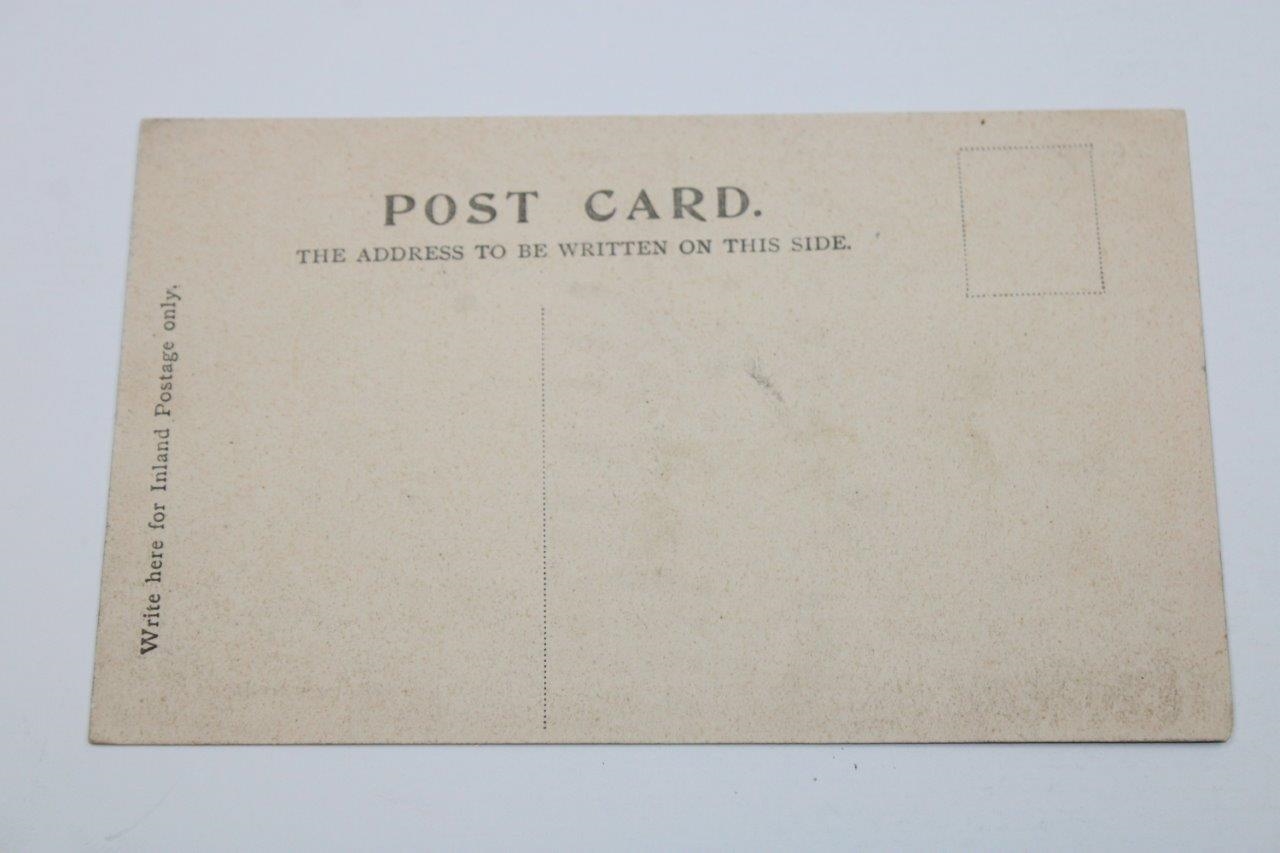 POST CARD.
THE ADDRESS TO BE WRITTEN ON THIS SIDE.
Write here for Inland Postage only.